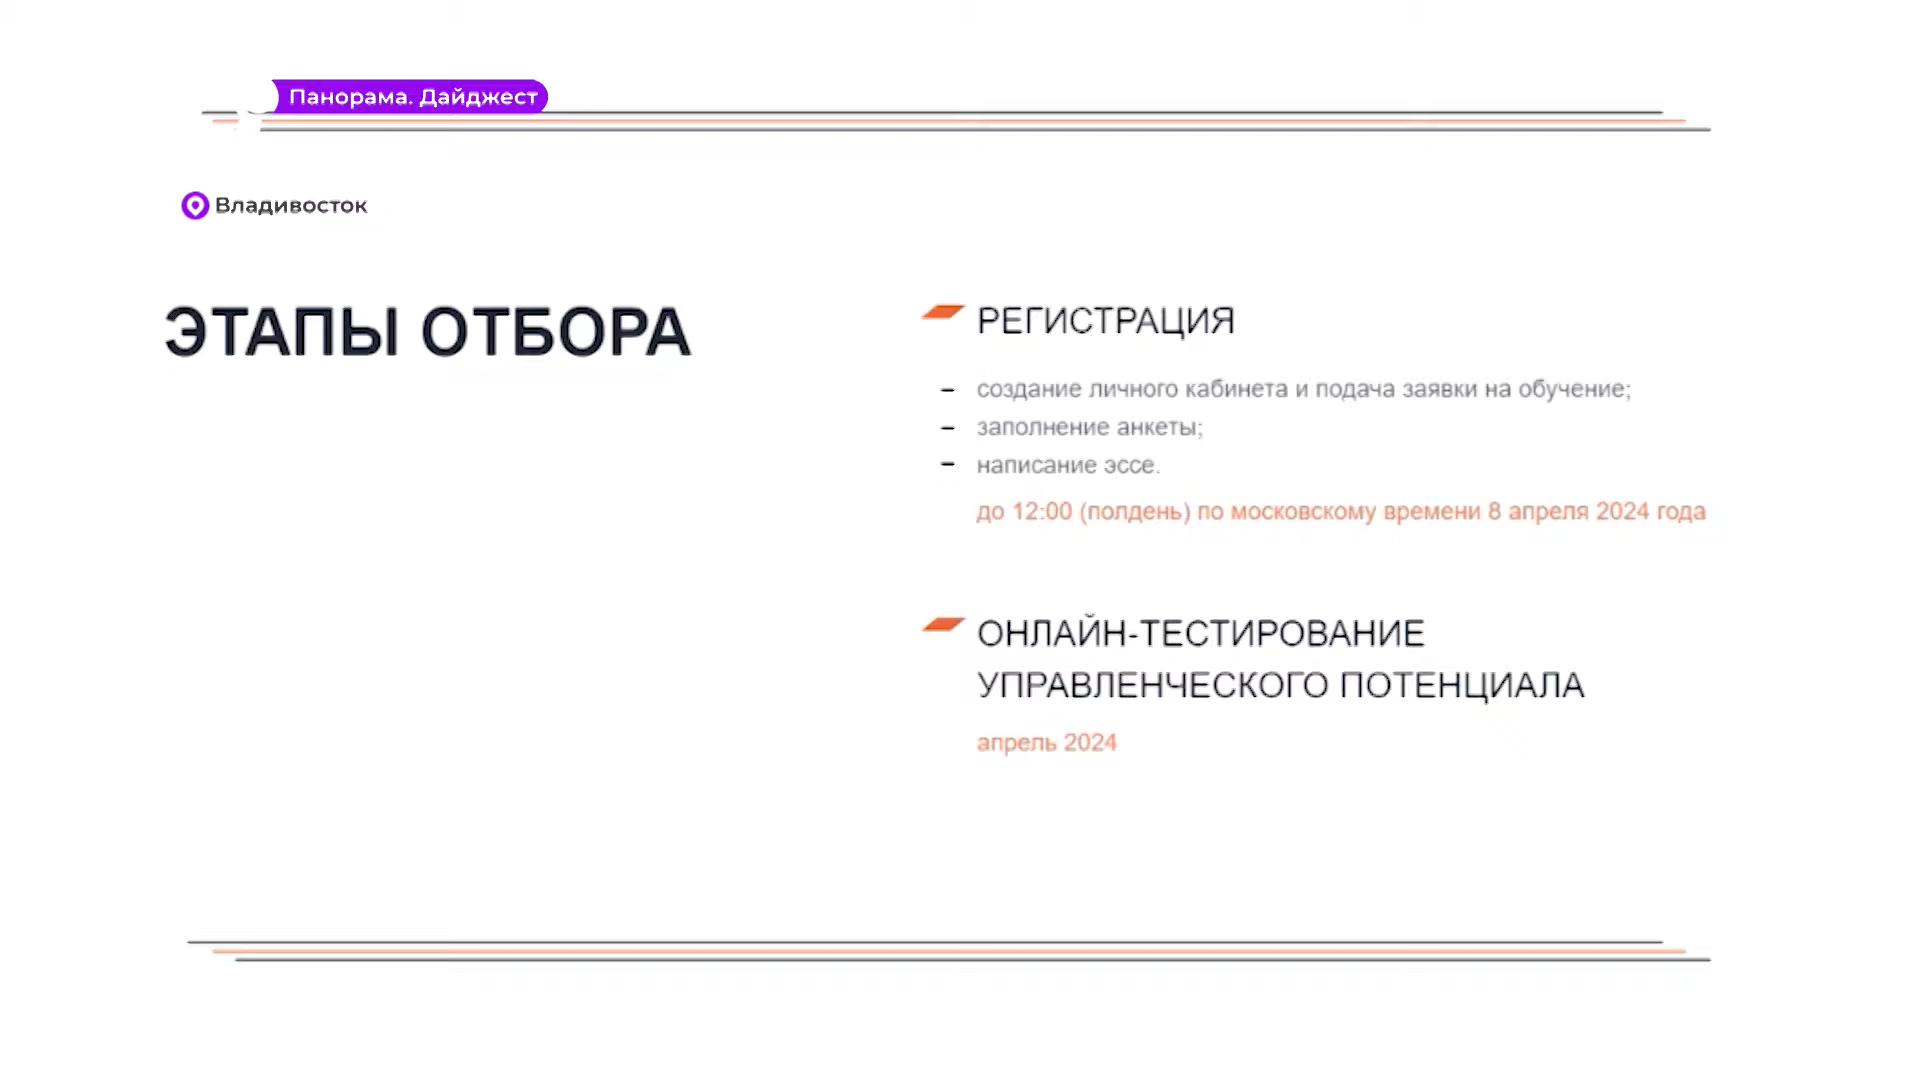 Панорама. Дайджест
Владивосток
ЭТАПЫ ОТБОРА
РЕГИСТРАЦИЯ
- создание личного кабинета и подача заявки на обучение;
- заполнение анкеты;
- написание эссе.
до 12:00 (полдень) по московскому времени 8 апреля 2024 года
ОНЛАЙН-ТЕСТИРОВАНИЕ
УПРАВЛЕНЧЕСКОГО ПОТЕНЦИАЛА
апрель 2024